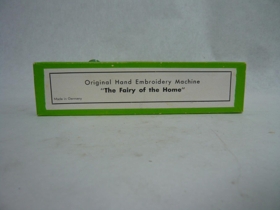 Original Hand Embroidery Machine
"The Fairy of the Home"
Made in Germany